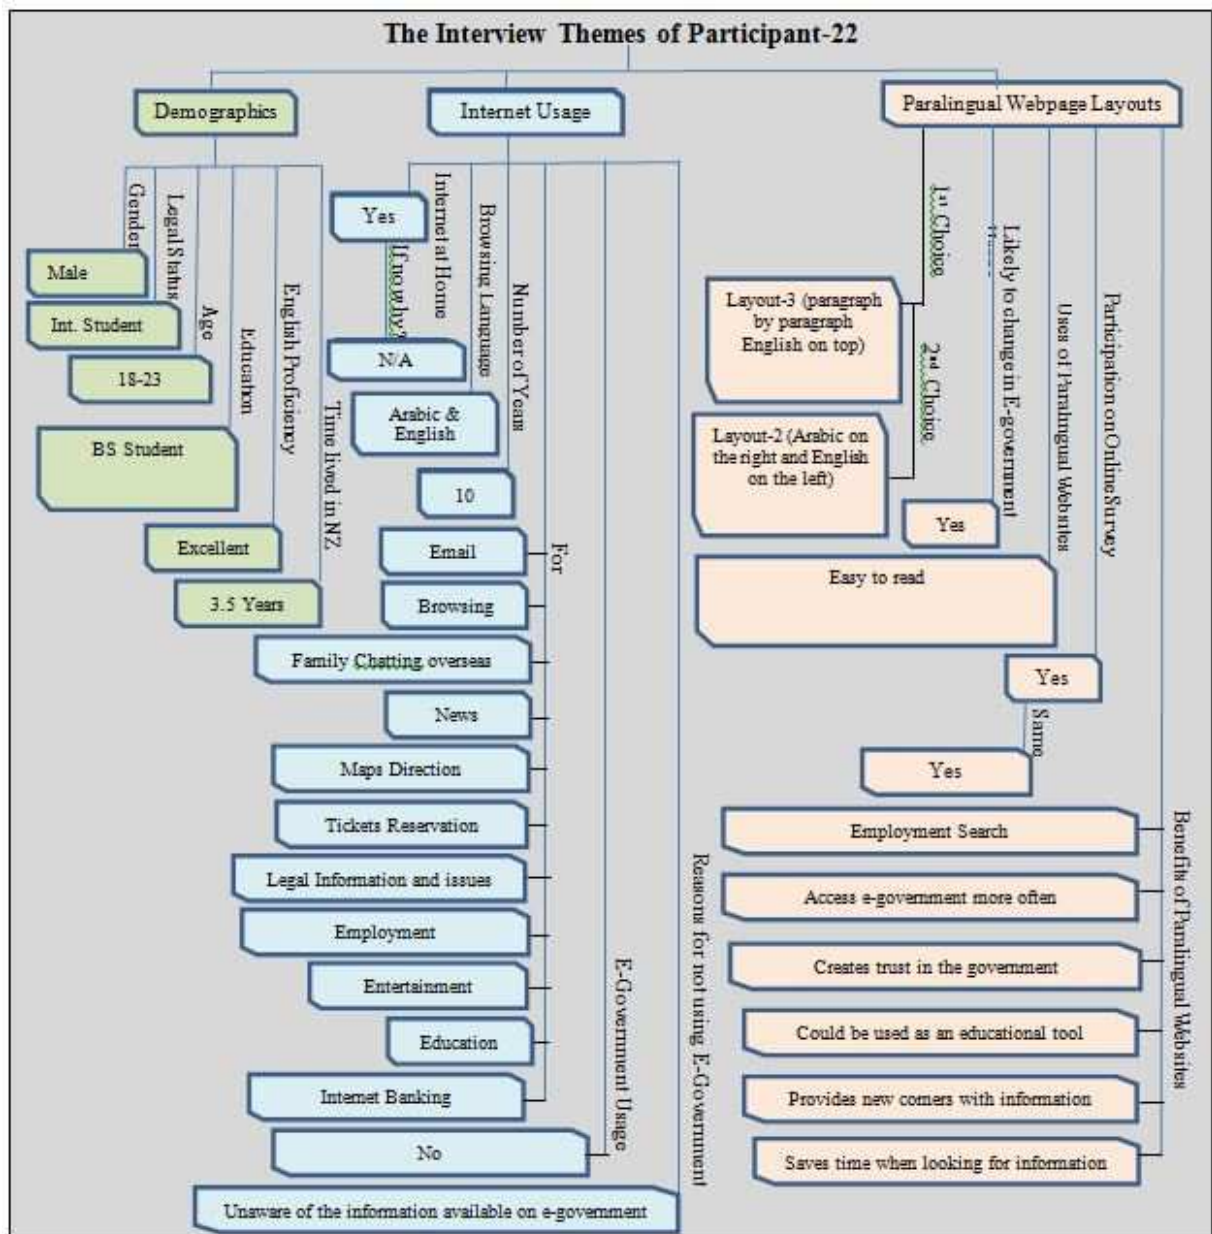 The Interview Themes of Participant-22
Demographics
Gender
Male
Legal Status
Int. Student
Age
18-23
Education
BS Student
English Proficiency
Excellent
Time lived in NZ
3.5 Years
Internet Usage
Internet at Home
Yes
If no why?
N/A
Browsing Language
Arabic &
English
Number of Years
10
For
Email
Browsing
Family Chatting overseas
News
Maps Direction
Tickets Reservation
Legal Information and issues
Employment
Entertainment
Education
Internet Banking
E-Government Usage
No
Reasons for not using E-Government
Unaware of the information available on e-government
Paralingual Webpage Layouts
1st Choice
Layout-3 (paragraph
by paragraph
English on top)
2nd Choice
Layout-2 (Arabic on
the right and English
on the left)
Likely to change in E-government
Yes
Uses of Paralingual Websites
Easy to read
Participation on Online Survey
Yes
Same
Yes
Benefits of Paralingual Websites
Employment Search
Access e-government more often
Creates trust in the government
Could be used as an educational tool
Provides new comers with information
Saves time when looking for information